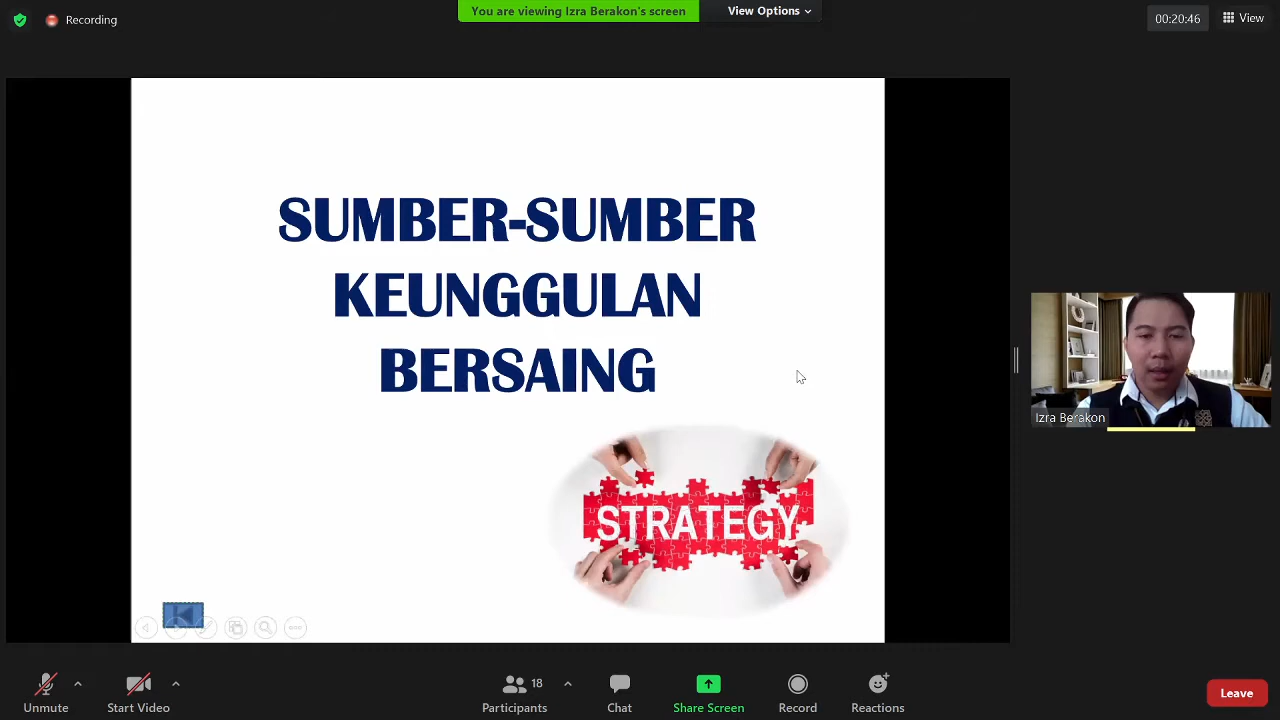 Recording
You are viewing Izra Berakon's screen
View Options
00:20:46
View
SUMBER-SUMBER
KEUNGGULAN
BERSAING
STRATEGY
Izra Berakon
Unmute
Start Video
Participants
18
Chat
Share Screen
Record
Reactions
Leave